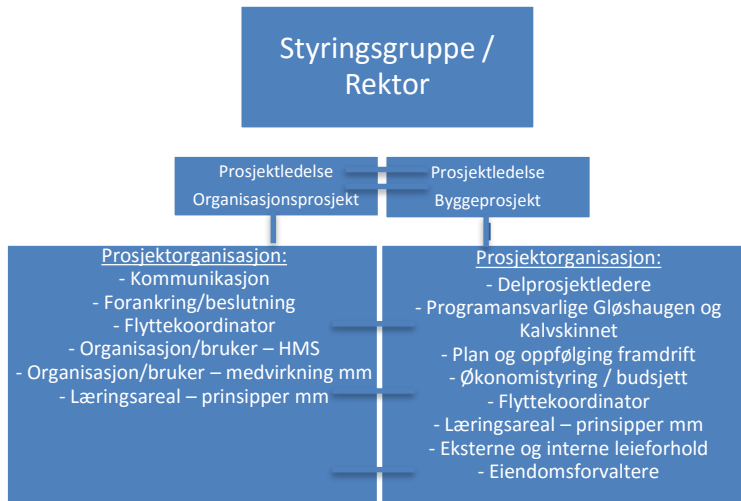 Styringsgruppe /
Rektor
Prosjektledelse
Organisasjonsprosjekt
Prosjektledelse
Byggeprosjekt
Prosjektorganisasjon:
- Kommunikasjon
- Forankring/beslutning
- Flyttekoordinator
- Organisasjon/bruker – HMS
- Organisasjon/bruker – medvirkning mm
- Læringsareal – prinsipper mm
Prosjektorganisasjon:
- Delprosjektledere
- Programansvarlige Gløshaugen og
Kalvskinnet
- Plan og oppfølging framdrift
- Økonomistyring / budsjett
- Flyttekoordinator
- Læringsareal – prinsipper mm
- Eksterne og interne leieforhold
- Eiendomsforvaltere